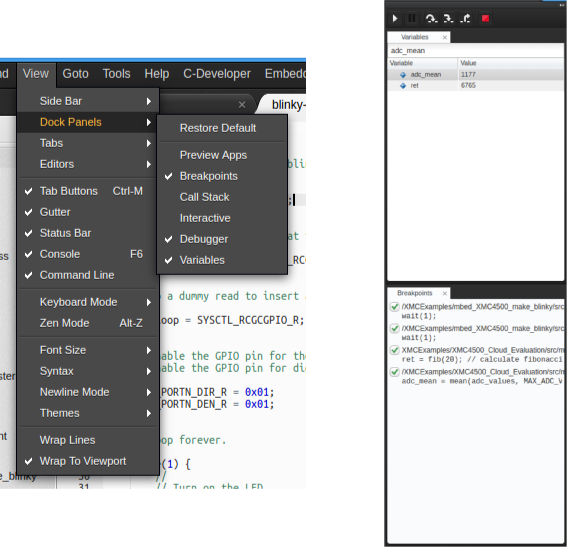 nd View Goto Tools Help C-Developer Embedd
Side Bar
Dock Panels
Tabs
Editors
Tab Buttons Ctrl-M
Gutter
Status Bar
Console F6
Command Line
Keyboard Mode
Zen Mode Alt-Z
Font Size
Syntax
Newline Mode
Themes
Wrap Lines
Wrap To Viewport
Restore Default
Preview Apps
Breakpoints
Call Stack
Interactive
Debugger
Variables
blinky-
blin
;
at
_RCG
a dummy read to insert
oop = SYSCTL_RCGCGPIO_R;
able the GPIO pin for the
able the GPIO pin for di
_PORTN_DIR_R = 0x01;
_PORTN_DEN_R = 0x01;
op forever.
(1) {
30 //
31 // Turn on the LED
ss
ster
nt
e_blinky
Variables
adc_mean
Variable Value
adc_mean 1177
ret 6765
Breakpoints
/XMCExamples/mbed_XMC4500_make_blinky/src
wait(1);
/XMCExamples/mbed_XMC4500_make_blinky/src
wait(1);
XMCExamples/XMC4500_Cloud_Evaluation/src/m
ret = fib(20); // calculate fibonacci
/XMCExamples/XMC4500_Cloud_Evaluation/src/m
adc_mean = mean(adc_values, MAX_ADC_V